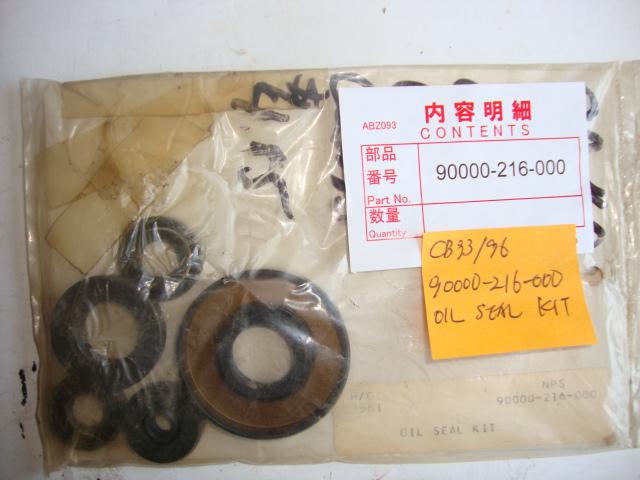 ABZ093
内容明細
CONTENTS
部品
番号
Part No.
90000-216-000
数量
Quantity
CB93/96
90000-216-000
OIL SEAL KIT
H/C:
NPS
90000-216-000
OIL SEAL KIT